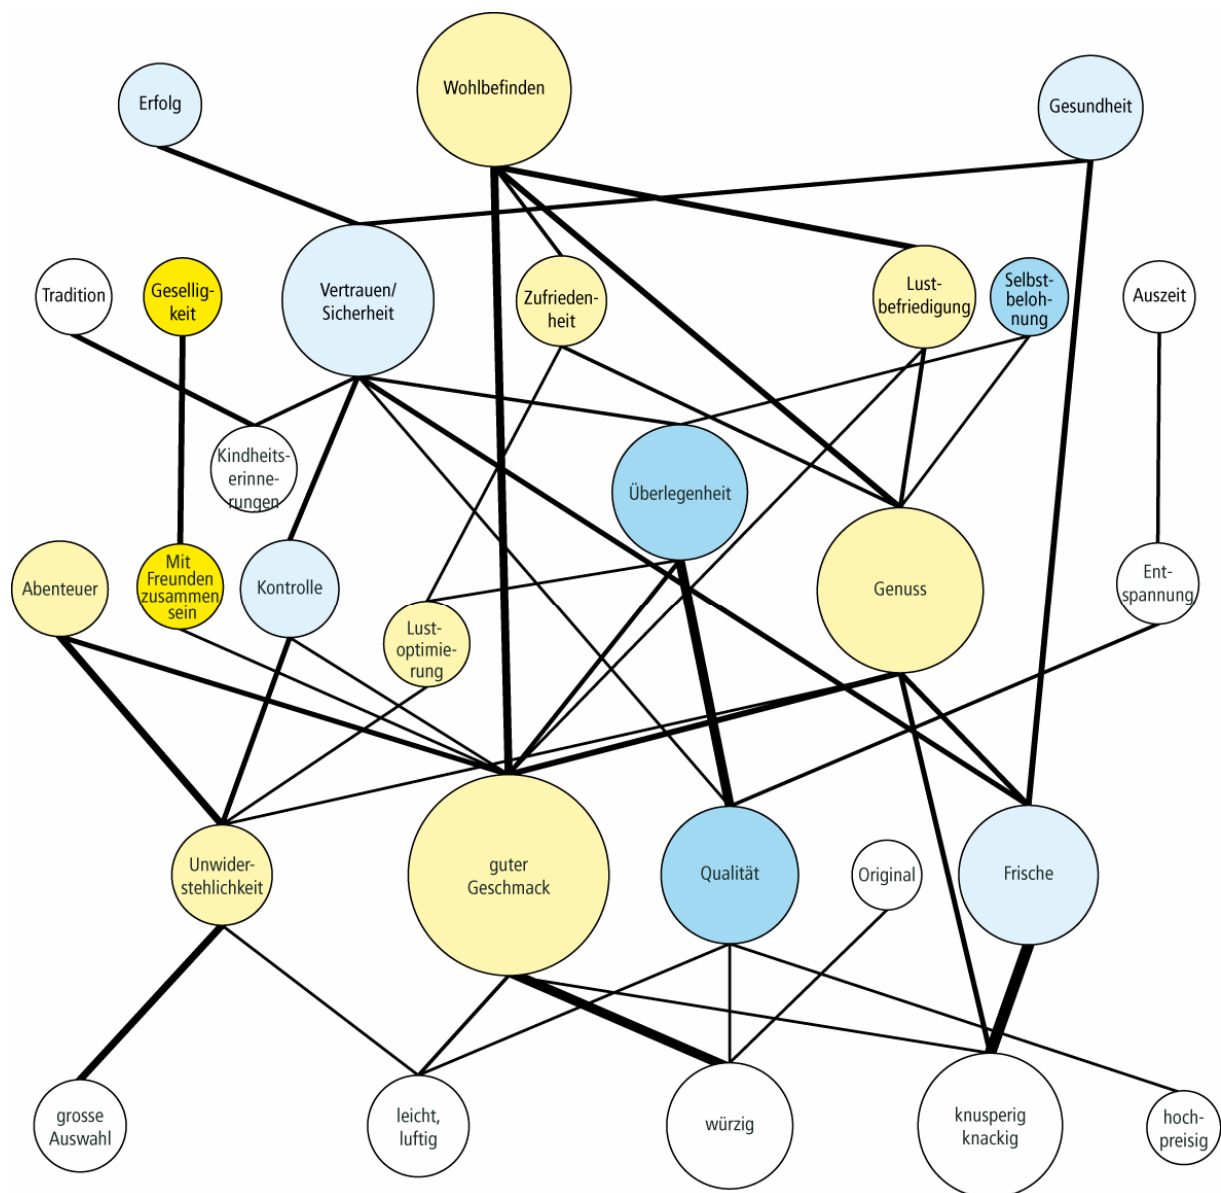 Wohlbefinden
Erfolg
Gesundheit
Tradition
Gesellig-
keit
Vertrauen/
Sicherheit
Zufrieden-
heit
Lust-
befriedigung
Selbst-
beloh-
nung
Auszeit
Kindheits-
erinne-
rungen
Überlegenheit
Abenteuer
Mit
Freunden
zusammen
sein
Kontrolle
Lust-
optimie-
rung
Genuss
Ent-
spannung
Unwider-
stehlichkeit
guter
Geschmack
Qualität
Original
Frische
grosse
Auswahl
leicht,
luftig
würzig
knusperig
knackig
hoch-
preisig